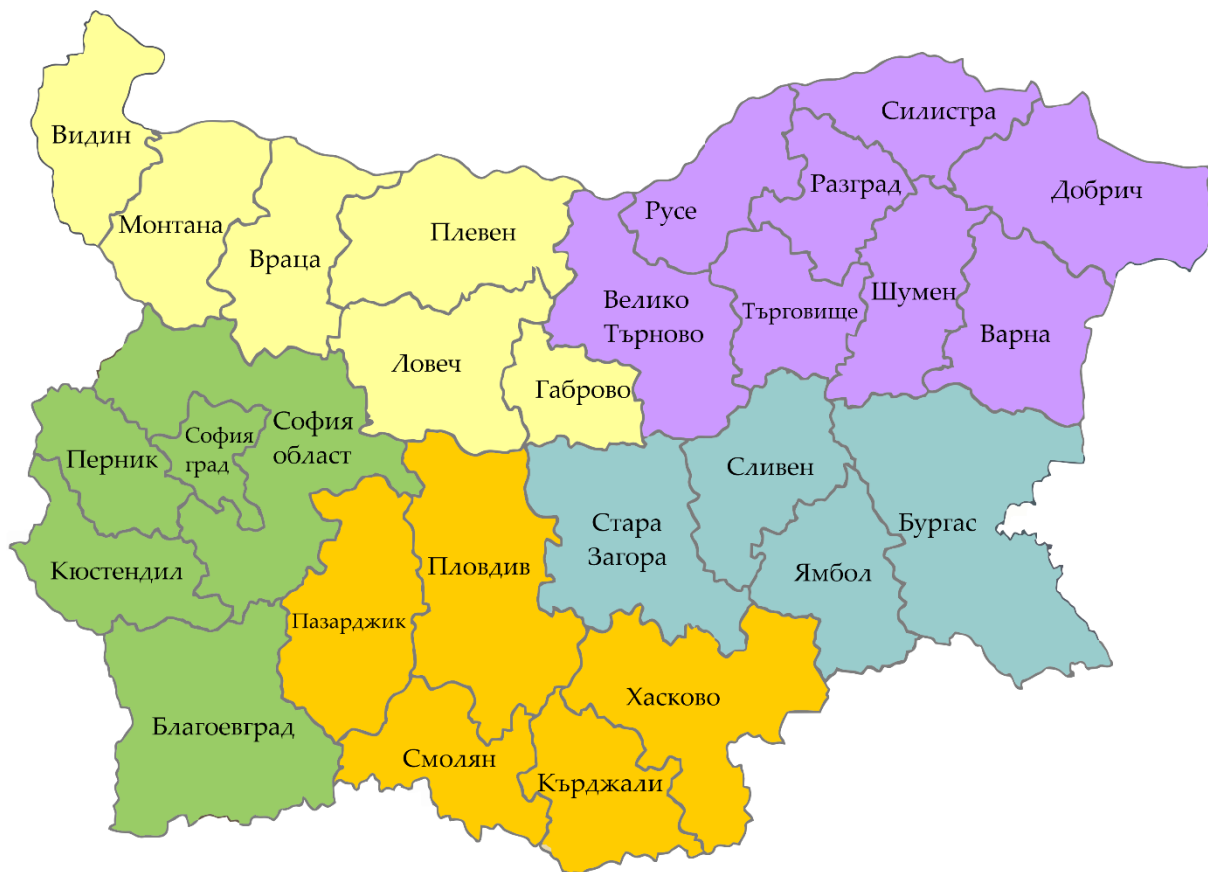 Силистра
Видин
Разград
Добрич
Русе
Монтана
Плевен
Враца
Шумен
Велико
Търново
Търговище
Варна
Ловеч
Габрово
София
област
София
град
Перник
Сливен
Стара
Загора
Бургас
Кюстендил
Пловдив
Ямбол
Пазарджик
Хасково
Благоевград
Смолян
Кърджали